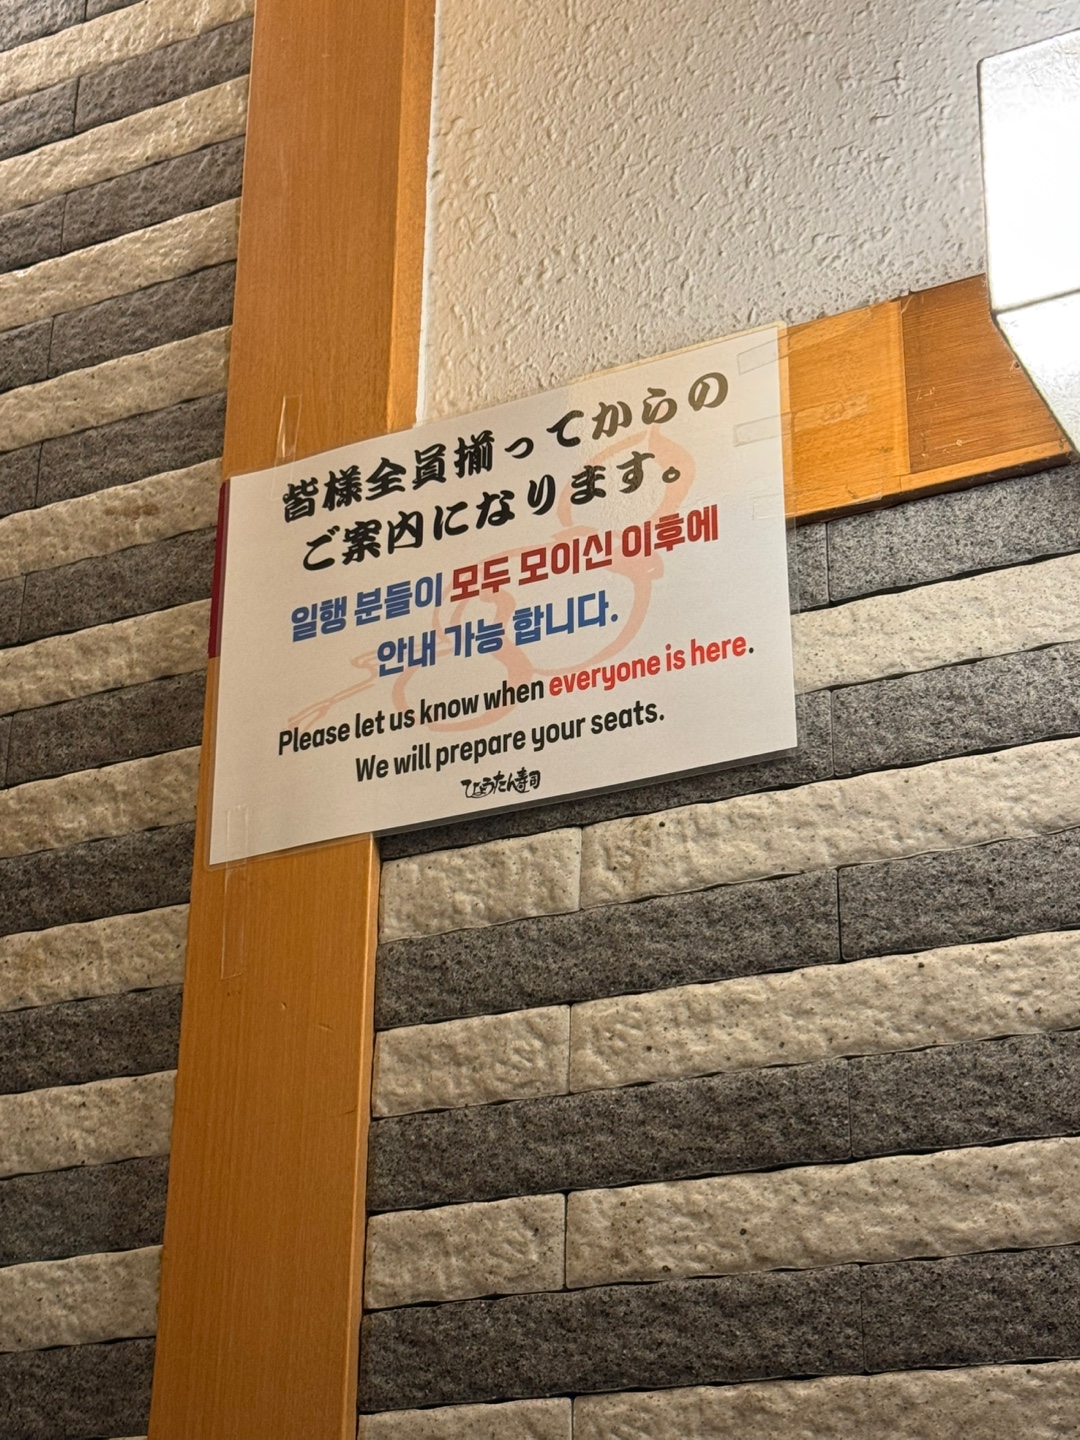 皆様全員揃ってからの
ご案内になります。
일행 분들이 모두 모이신 이후에
안내 가능 합니다.
Please let us know when everyone is here.
We will prepare your seats.
ひょうたん寿司